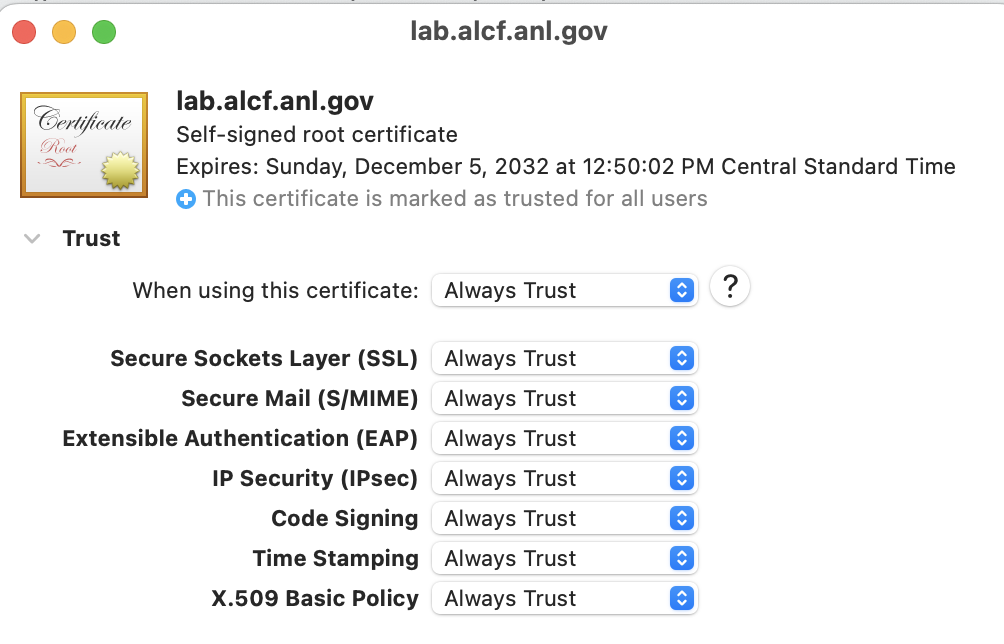 lab.alcf.anl.gov
Certificate
Root
lab.alcf.anl.gov
Self-signed root certificate
Expires: Sunday, December 5, 2032 at 12:50:02 PM Central Standard Time
This certificate is marked as trusted for all users
Trust
When using this certificate: Always Trust ?
Secure Sockets Layer (SSL) Always Trust
Secure Mail (S/MIME) Always Trust
Extensible Authentication (EAP) Always Trust
IP Security (IPsec) Always Trust
Code Signing Always Trust
Time Stamping Always Trust
X.509 Basic Policy Always Trust